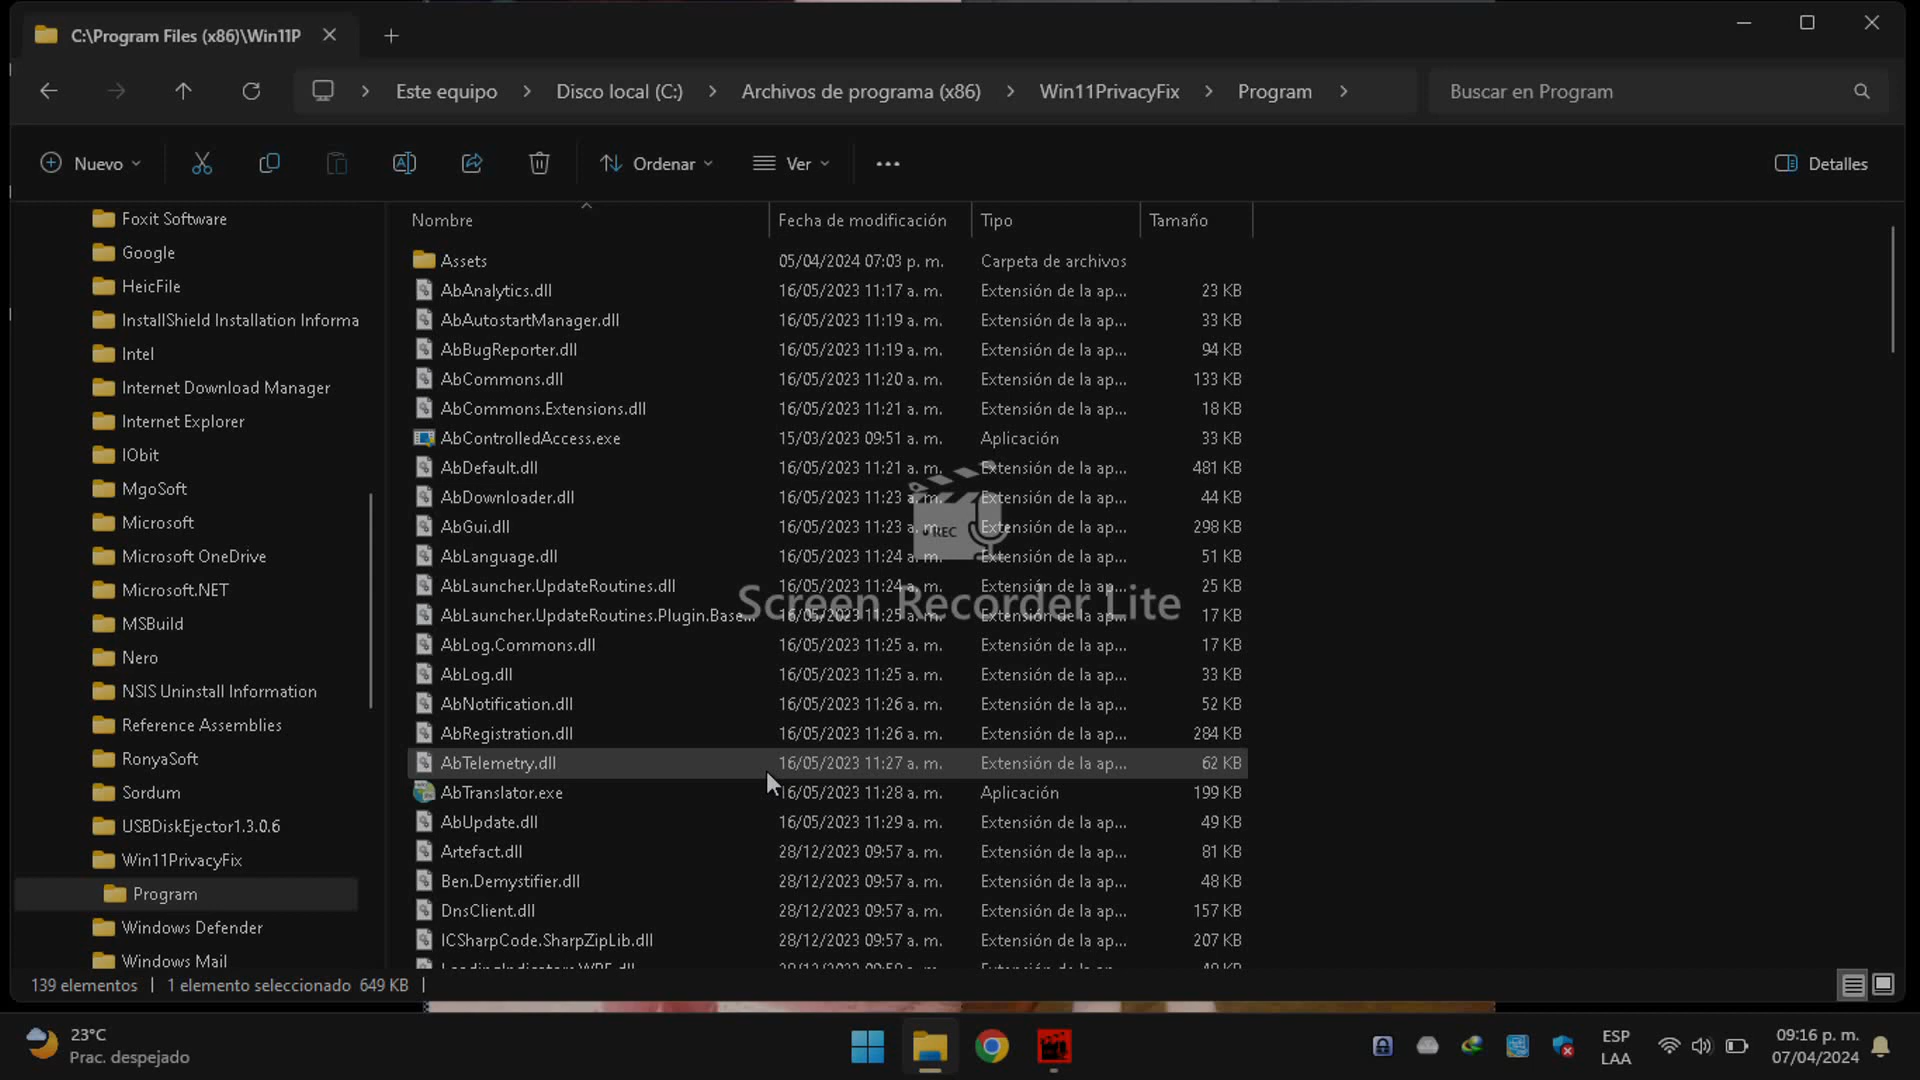 C:\Program Files (x86)\Win11P
Este equipo > Disco local (C:) > Archivos de programa (x86) > Win11PrivacyFix > Program >
Buscar en Program
Nuevo
Ordenar
Ver
Detalles
Foxit Software
Google
HeicFile
InstallShield Installation Informa
Intel
Internet Download Manager
Internet Explorer
IObit
MgoSoft
Microsoft
Microsoft OneDrive
Microsoft.NET
MSBuild
Nero
NSIS Uninstall Information
Reference Assemblies
RonyaSoft
Sordum
USBDiskEjector1.3.0.6
Win11PrivacyFix
Program
Windows Defender
Windows Mail
Nombre Fecha de modificación Tipo Tamaño
Assets 05/04/2024 07:03 p. m. Carpeta de archivos
AbAnalytics.dll 16/05/2023 11:17 a. m. Extensión de la ap... 23 KB
AbAutostartManager.dll 16/05/2023 11:19 a. m. Extensión de la ap... 33 KB
AbBugReporter.dll 16/05/2023 11:19 a. m. Extensión de la ap... 94 KB
AbCommons.dll 16/05/2023 11:20 a. m. Extensión de la ap... 133 KB
AbCommons.Extensions.dll 16/05/2023 11:21 a. m. Extensión de la ap... 18 KB
AbControlledAccess.exe 15/03/2023 09:51 a. m. Aplicación 33 KB
AbDefault.dll 16/05/2023 11:21 a. m. Extensión de la ap... 481 KB
AbDownloader.dll 16/05/2023 11:23 a. m. Extensión de la ap... 44 KB
AbGui.dll 16/05/2023 11:23 a. m. Extensión de la ap... 298 KB
REC
AbLanguage.dll 16/05/2023 11:24 a. m. Extensión de la ap... 51 KB
AbLauncher.UpdateRoutines.dll 16/05/2023 11:24 a. m. Extensión de la ap... 25 KB
Screen Recorder Lite
AbLauncher.UpdateRoutines.Plugin.Base... 16/05/2023 11:25 a. m. Extensión de la ap... 17 KB
AbLog.Commons.dll 16/05/2023 11:25 a. m. Extensión de la ap... 17 KB
AbLog.dll 16/05/2023 11:25 a. m. Extensión de la ap... 33 KB
AbNotification.dll 16/05/2023 11:26 a. m. Extensión de la ap... 52 KB
AbRegistration.dll 16/05/2023 11:26 a. m. Extensión de la ap... 284 KB
AbTelemetry.dll 16/05/2023 11:27 a. m. Extensión de la ap... 62 KB
AbTranslator.exe 16/05/2023 11:28 a. m. Aplicación 199 KB
AbUpdate.dll 16/05/2023 11:29 a. m. Extensión de la ap... 49 KB
Artefact.dll 28/12/2023 09:57 a. m. Extensión de la ap... 81 KB
Ben.Demystifier.dll 28/12/2023 09:57 a. m. Extensión de la ap... 48 KB
DnsClient.dll 28/12/2023 09:57 a. m. Extensión de la ap... 157 KB
ICSharpCode.SharpZipLib.dll 28/12/2023 09:57 a. m. Extensión de la ap... 207 KB
139 elementos | 1 elemento seleccionado 649 KB |
23°C
Prac. despejado
ESP
LAA
09:16 p. m.
07/04/2024